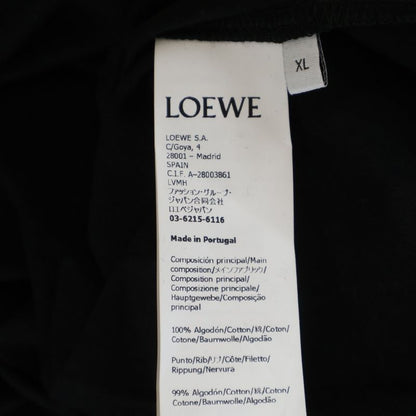 XL
LOEWE
LOEWE S.A.
C/Goya, 4
28001 – Madrid
SPAIN
C.I.F. A-28003861
LVMH
ファッション・グループ・
ジャパン合同会社
ロエベジャパン
03-6215-6116
Made in Portugal
Composición principal/Main
composition/メインファブリック/
Composition principal/
Composizione principale/
Hauptgewebe/Composição
principal
100% Algodón/Cotton/綿/Coton/
Cotone/Baumwolle/Algodão
Punto/Rib/リブ/Côte/Filetto/
Rippung/Nervura
99% Algodón/Cotton/綿/Coton/
Cotone/Baumwolle/Algodão